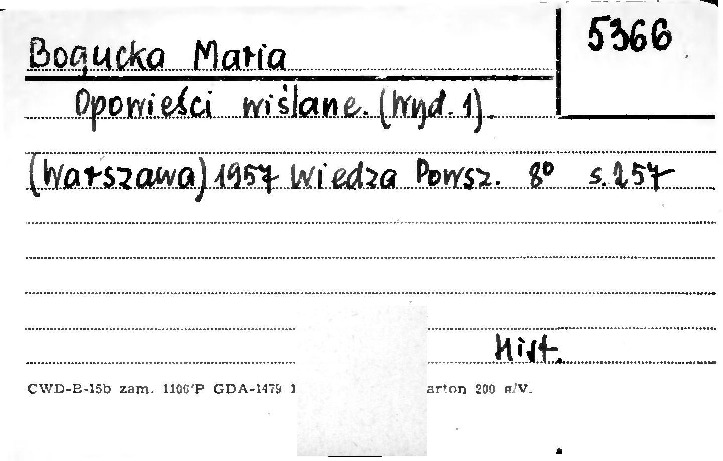 5366
Bogucka Maria
Opowieści wiślane. (Wyd. 1).
(Warszawa) 1957 Wiedza Powsz. 8° s. 257
Hist.
CWD-B-15b zam. 1106/P GDA-1479 1 arton 200 g/V.